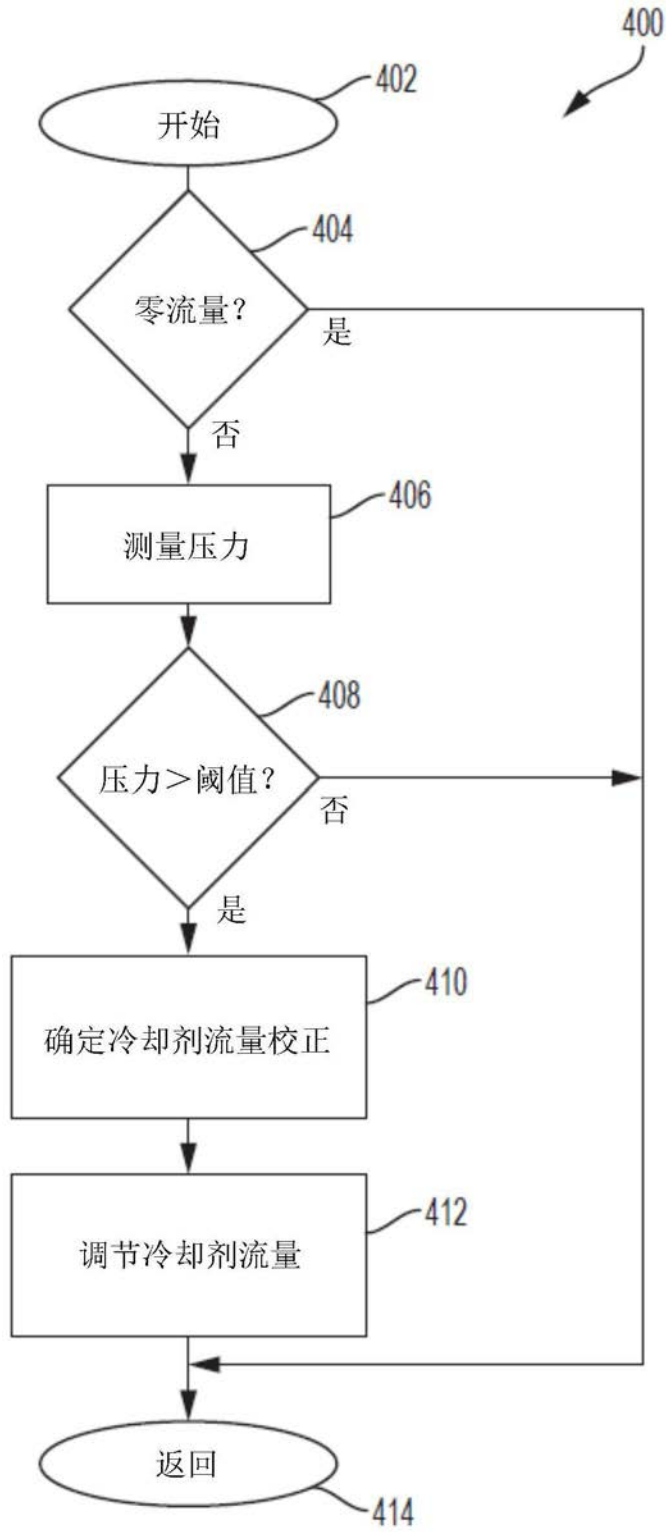 400
402
开始
404
零流量？
是
否
406
测量压力
408
压力＞阈值？
否
是
410
确定冷却剂流量校正
412
调节冷却剂流量
返回
414